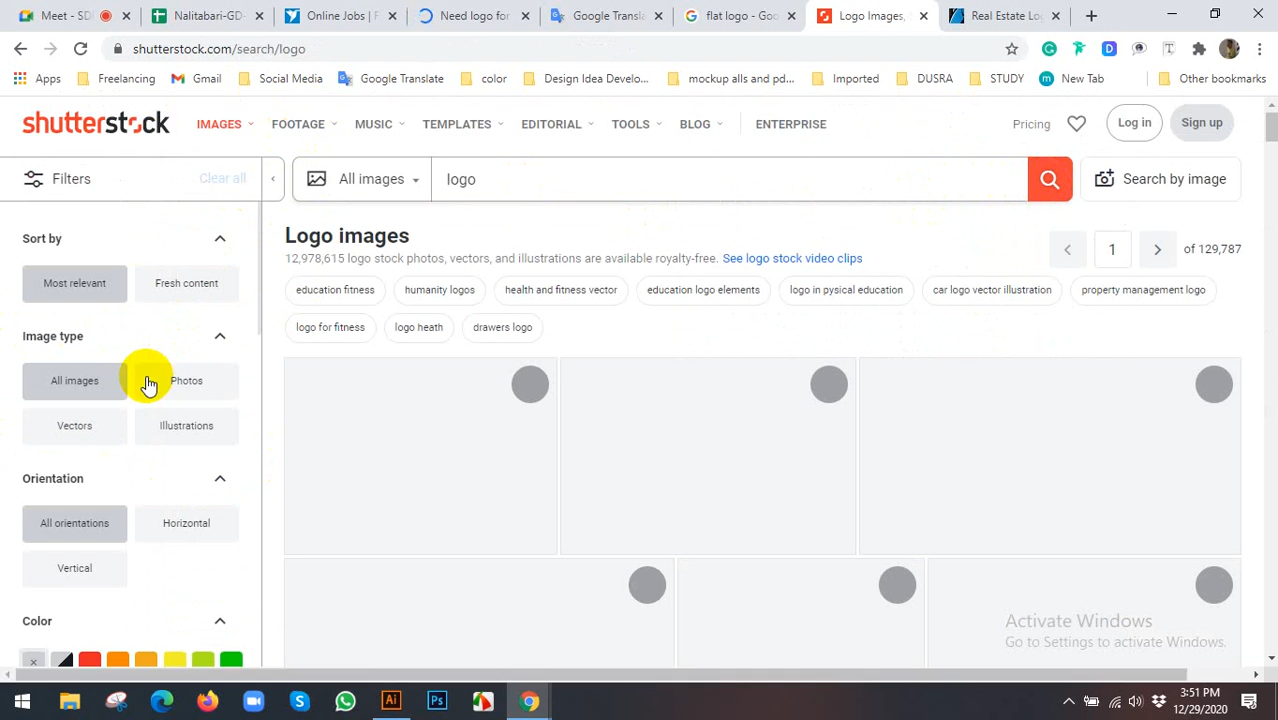 Meet - SDI
Nalitabari-GD-
Online Jobs | F
Need logo for
Google Transla
flat logo - Goo
Logo Images,
Real Estate Log
shutterstock.com/search/logo
Apps
Freelancing
Gmail
Social Media
Google Translate
color
Design Idea Develo...
mockup alls and pd...
Imported
DUSRA
STUDY
New Tab
Other bookmarks
shutterstock
IMAGES
FOOTAGE
MUSIC
TEMPLATES
EDITORIAL
TOOLS
BLOG
ENTERPRISE
Pricing
Log in
Sign up
Filters
Clear all
All images
logo
Search by image
Sort by
Most relevant
Fresh content
Image type
All images
Photos
Vectors
Illustrations
Orientation
All orientations
Horizontal
Vertical
Color
Logo images
12,978,615 logo stock photos, vectors, and illustrations are available royalty-free. See logo stock video clips
1
of 129,787
education fitness
humanity logos
health and fitness vector
education logo elements
logo in pysical education
car logo vector illustration
property management logo
logo for fitness
logo heath
drawers logo
Activate Windows
Go to Settings to activate Windows.
Ai
Ps
3:51 PM
12/29/2020